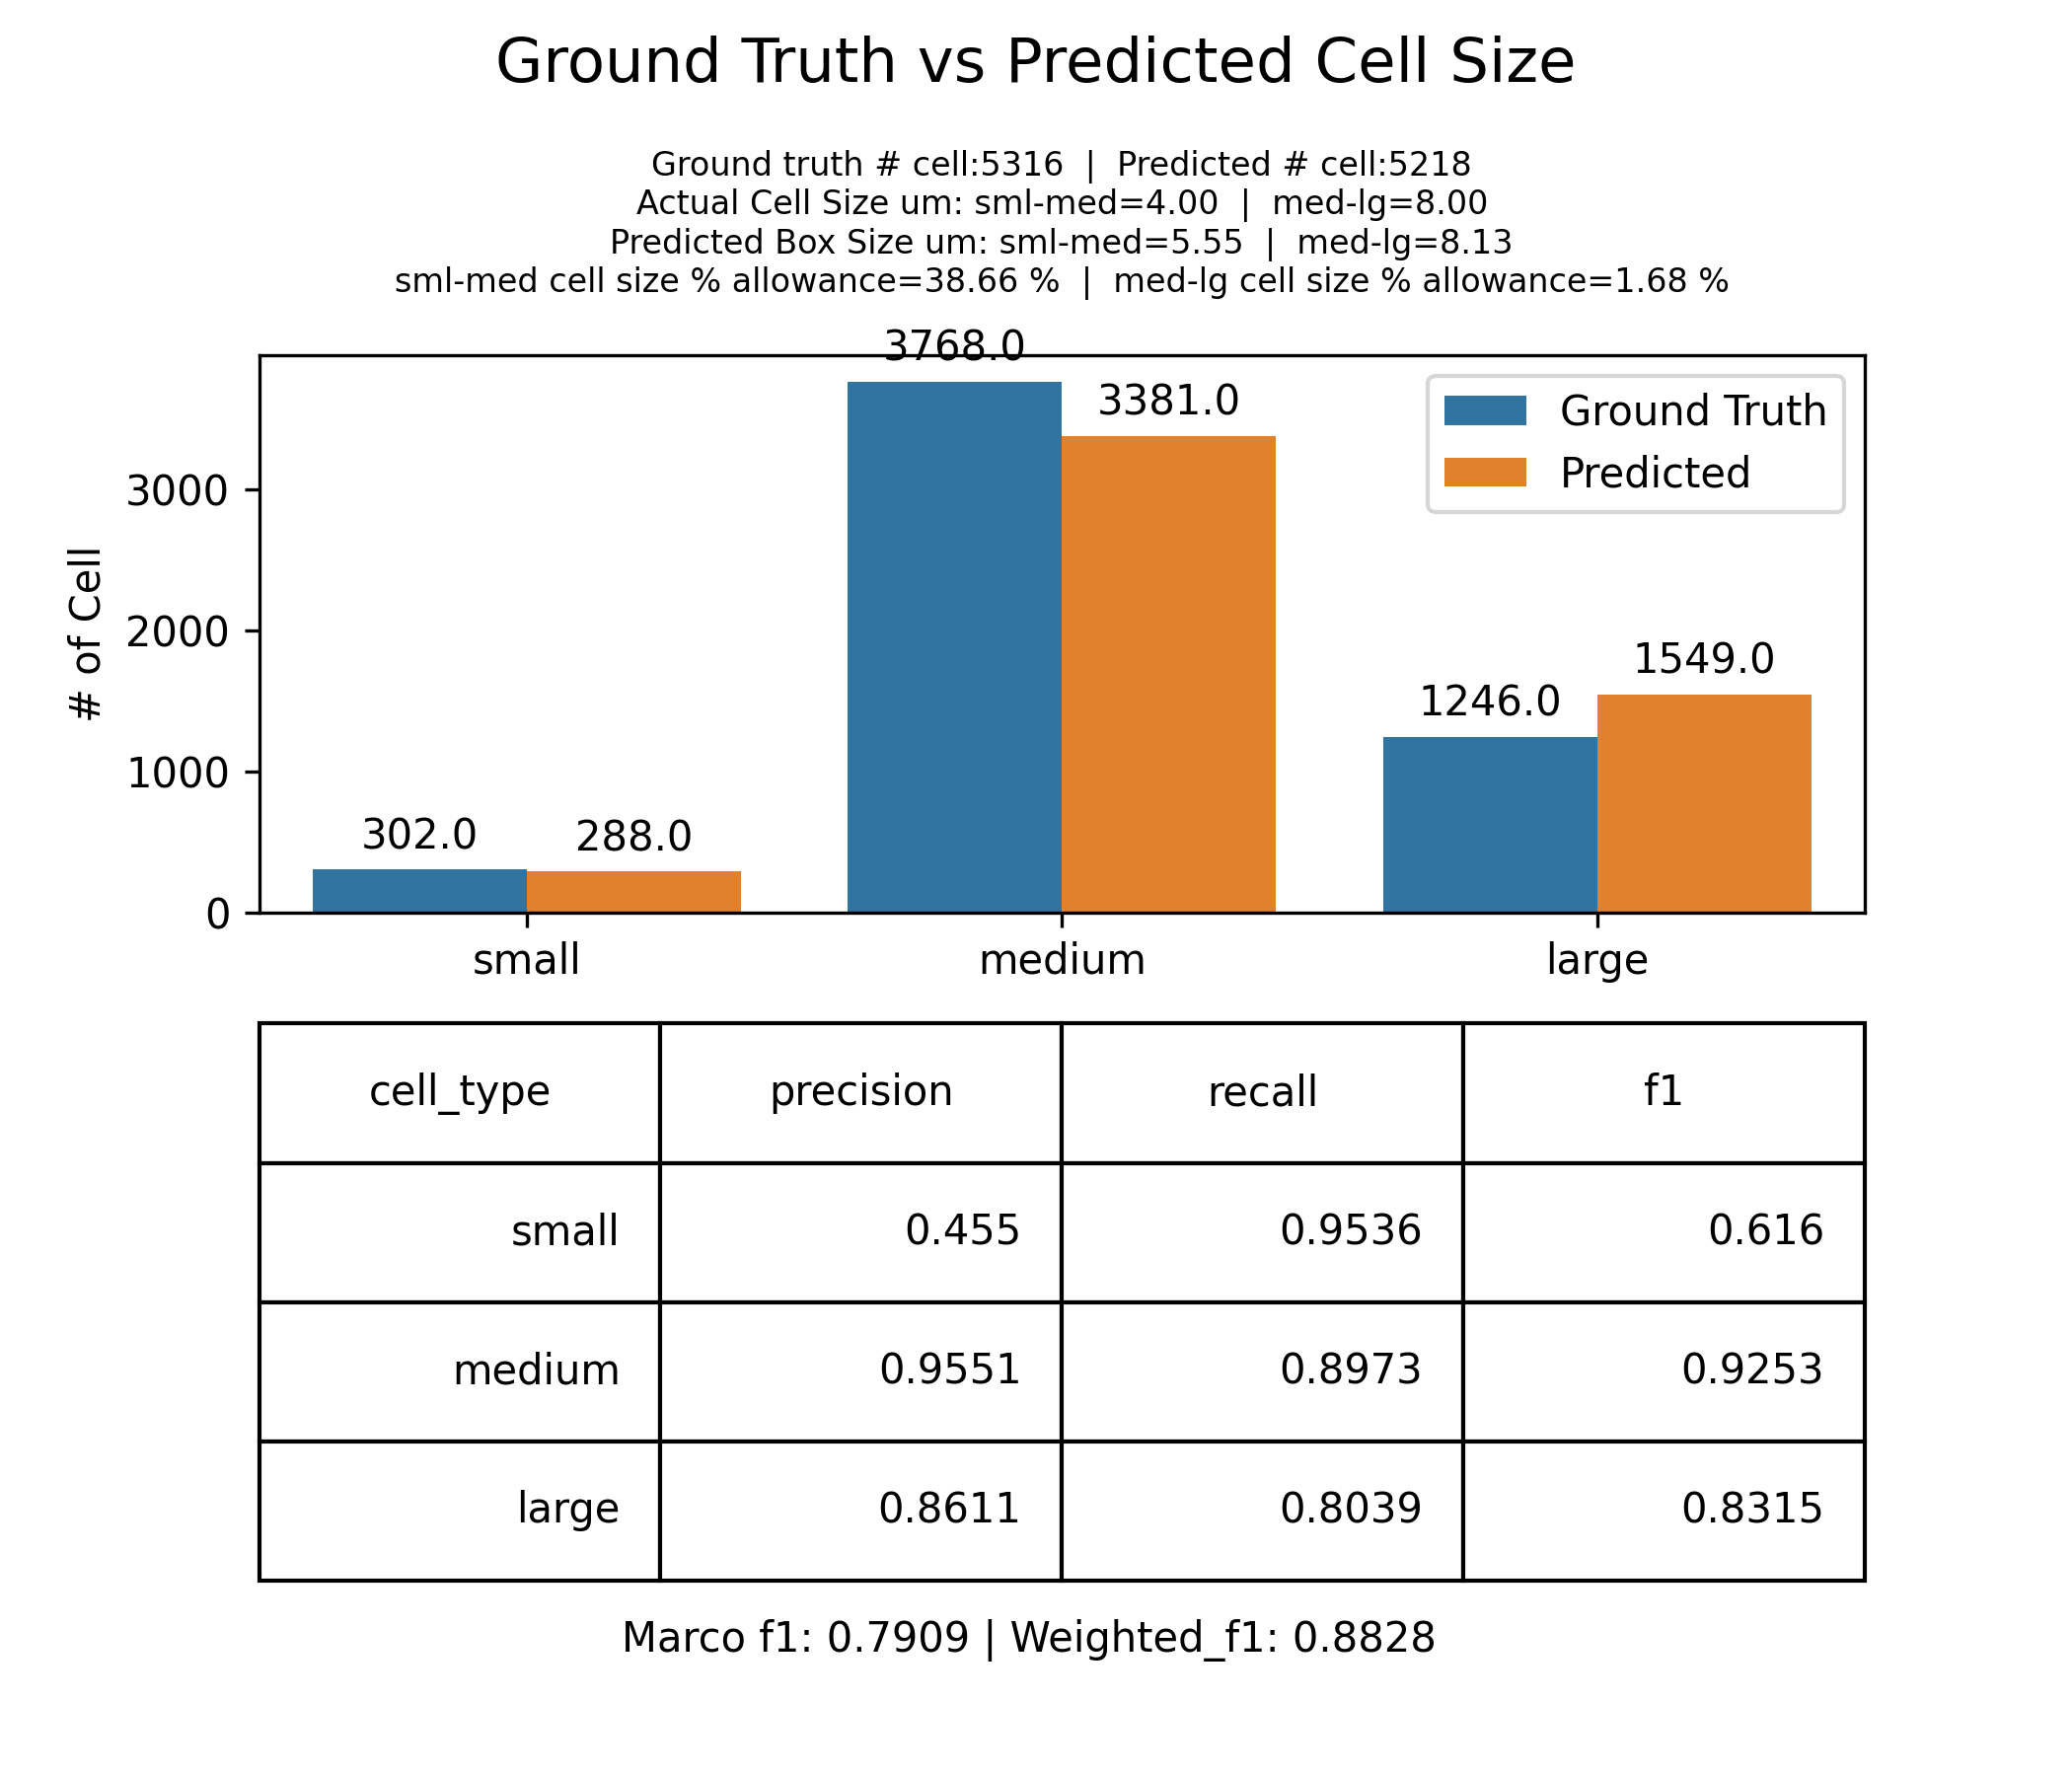 Ground Truth vs Predicted Cell Size
Ground truth # cell:5316 | Predicted # cell:5218
Actual Cell Size um: sml-med=4.00 | med-lg=8.00
Predicted Box Size um: sml-med=5.55 | med-lg=8.13
sml-med cell size % allowance=38.66 % | med-lg cell size % allowance=1.68 %
3768.0
3381.0
Ground Truth
Predicted
3000
2000
1000
0
# of Cell
1549.0
1246.0
302.0
288.0
small
medium
large
cell_type precision recall f1
small 0.455 0.9536 0.616
medium 0.9551 0.8973 0.9253
large 0.8611 0.8039 0.8315
Marco f1: 0.7909 | Weighted_f1: 0.8828